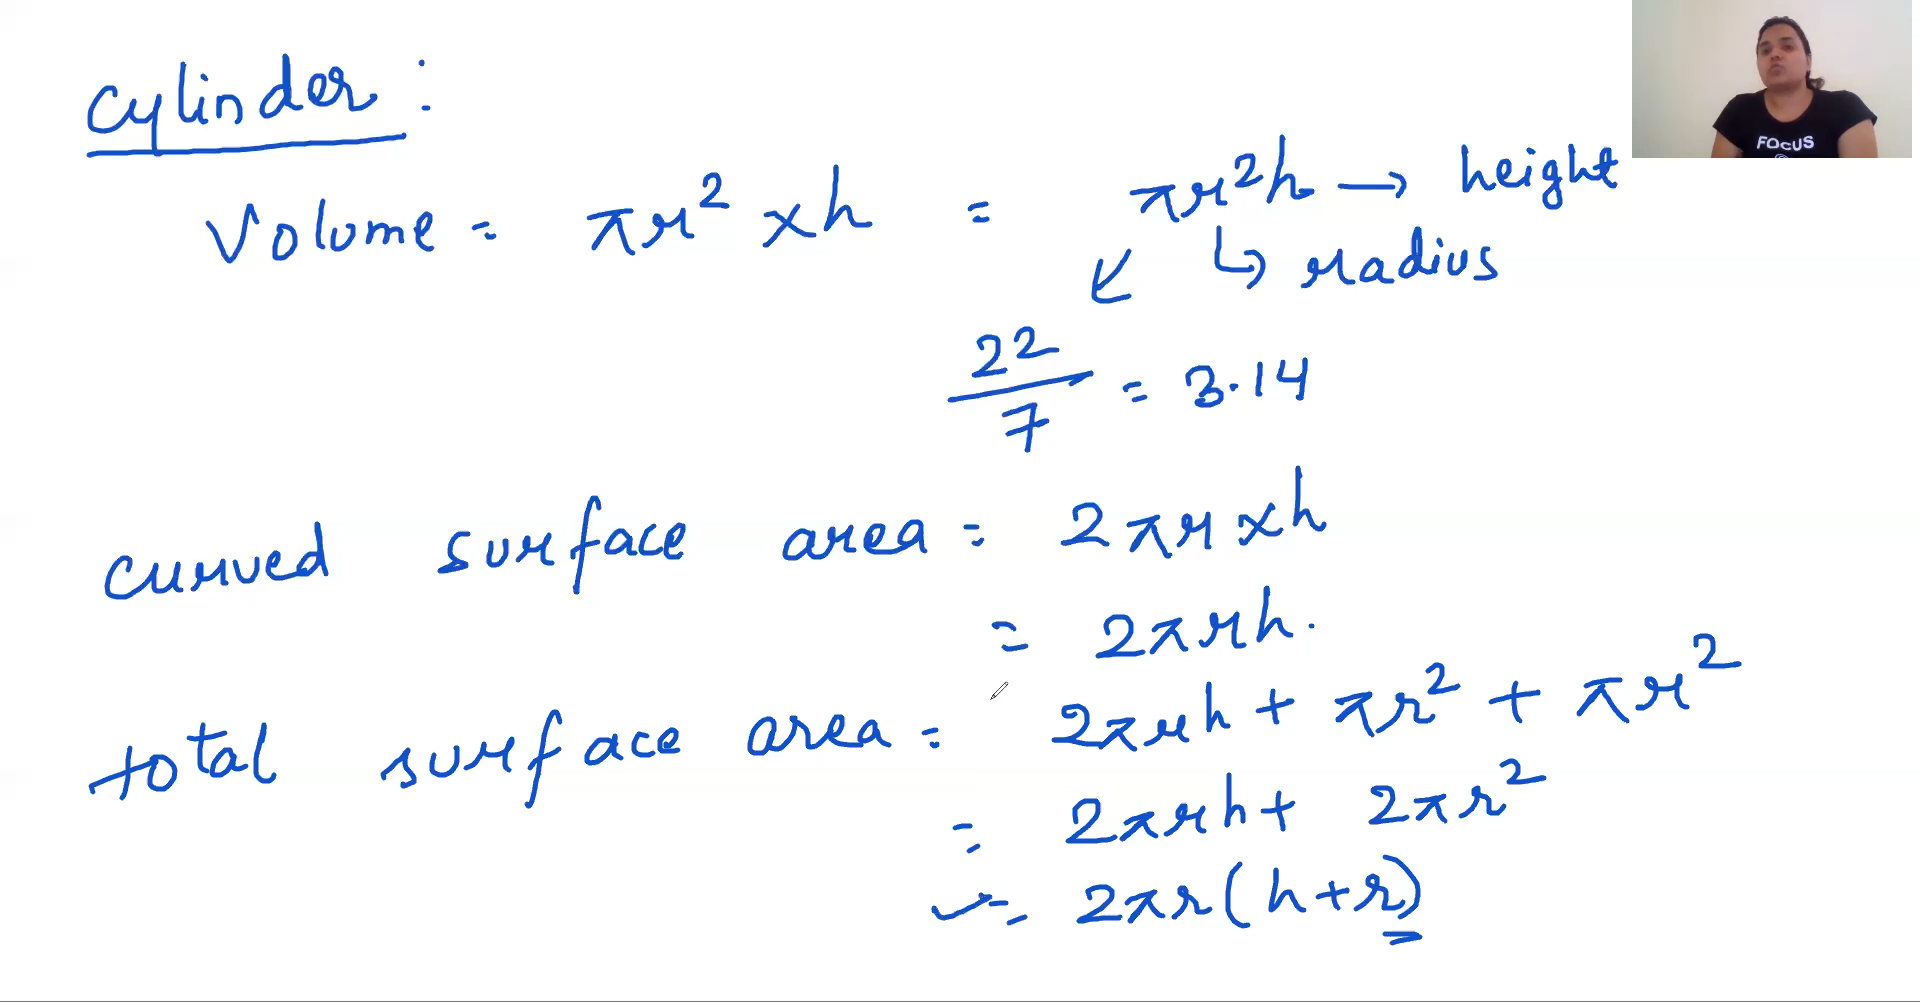 Cylinder:
Volume = πr² × h = πr²h → height
↙ ↳ radius
22/7 = 3.14
curved surface area = 2πr × h
= 2πrh.
total surface area = 2πrh + πr² + πr²
= 2πrh + 2πr²
✓ = 2πr(h+r)
FOCUS